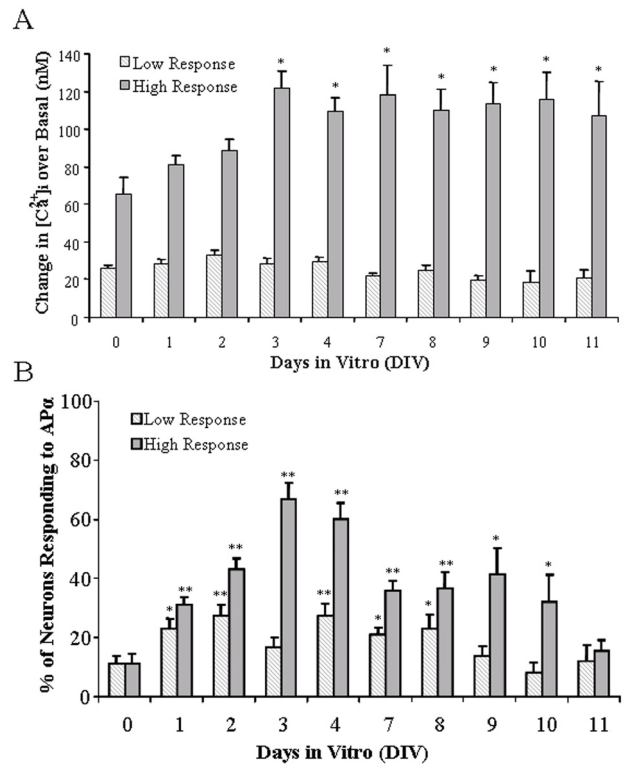 A
Change in [Ca2+]i over Basal (nM)
140
120
100
80
60
40
20
0
Low Response
High Response
* * * * * * * *
0 1 2 3 4 7 8 9 10 11
Days in Vitro (DIV)
B
% of Neurons Responding to APα
100
80
60
40
20
0
Low Response
High Response
* ** ** ** ** ** ** * ** * ** * *
0 1 2 3 4 7 8 9 10 11
Days in Vitro (DIV)